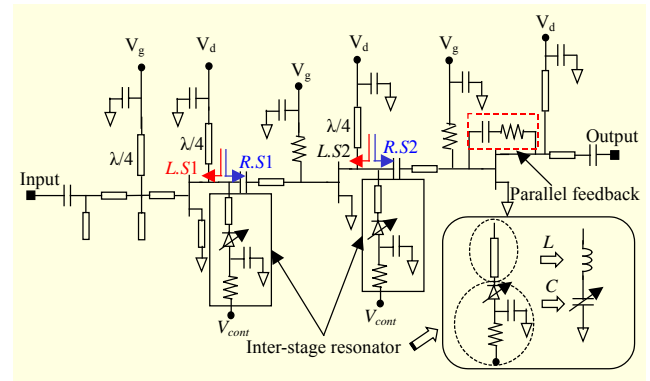 V_g
V_d
V_g
V_d
V_g
V_d
λ/4
λ/4
λ/4
L.S1
R.S1
L.S2
R.S2
Input
Output
Parallel feedback
V_cont
V_cont
Inter-stage resonator
L
C